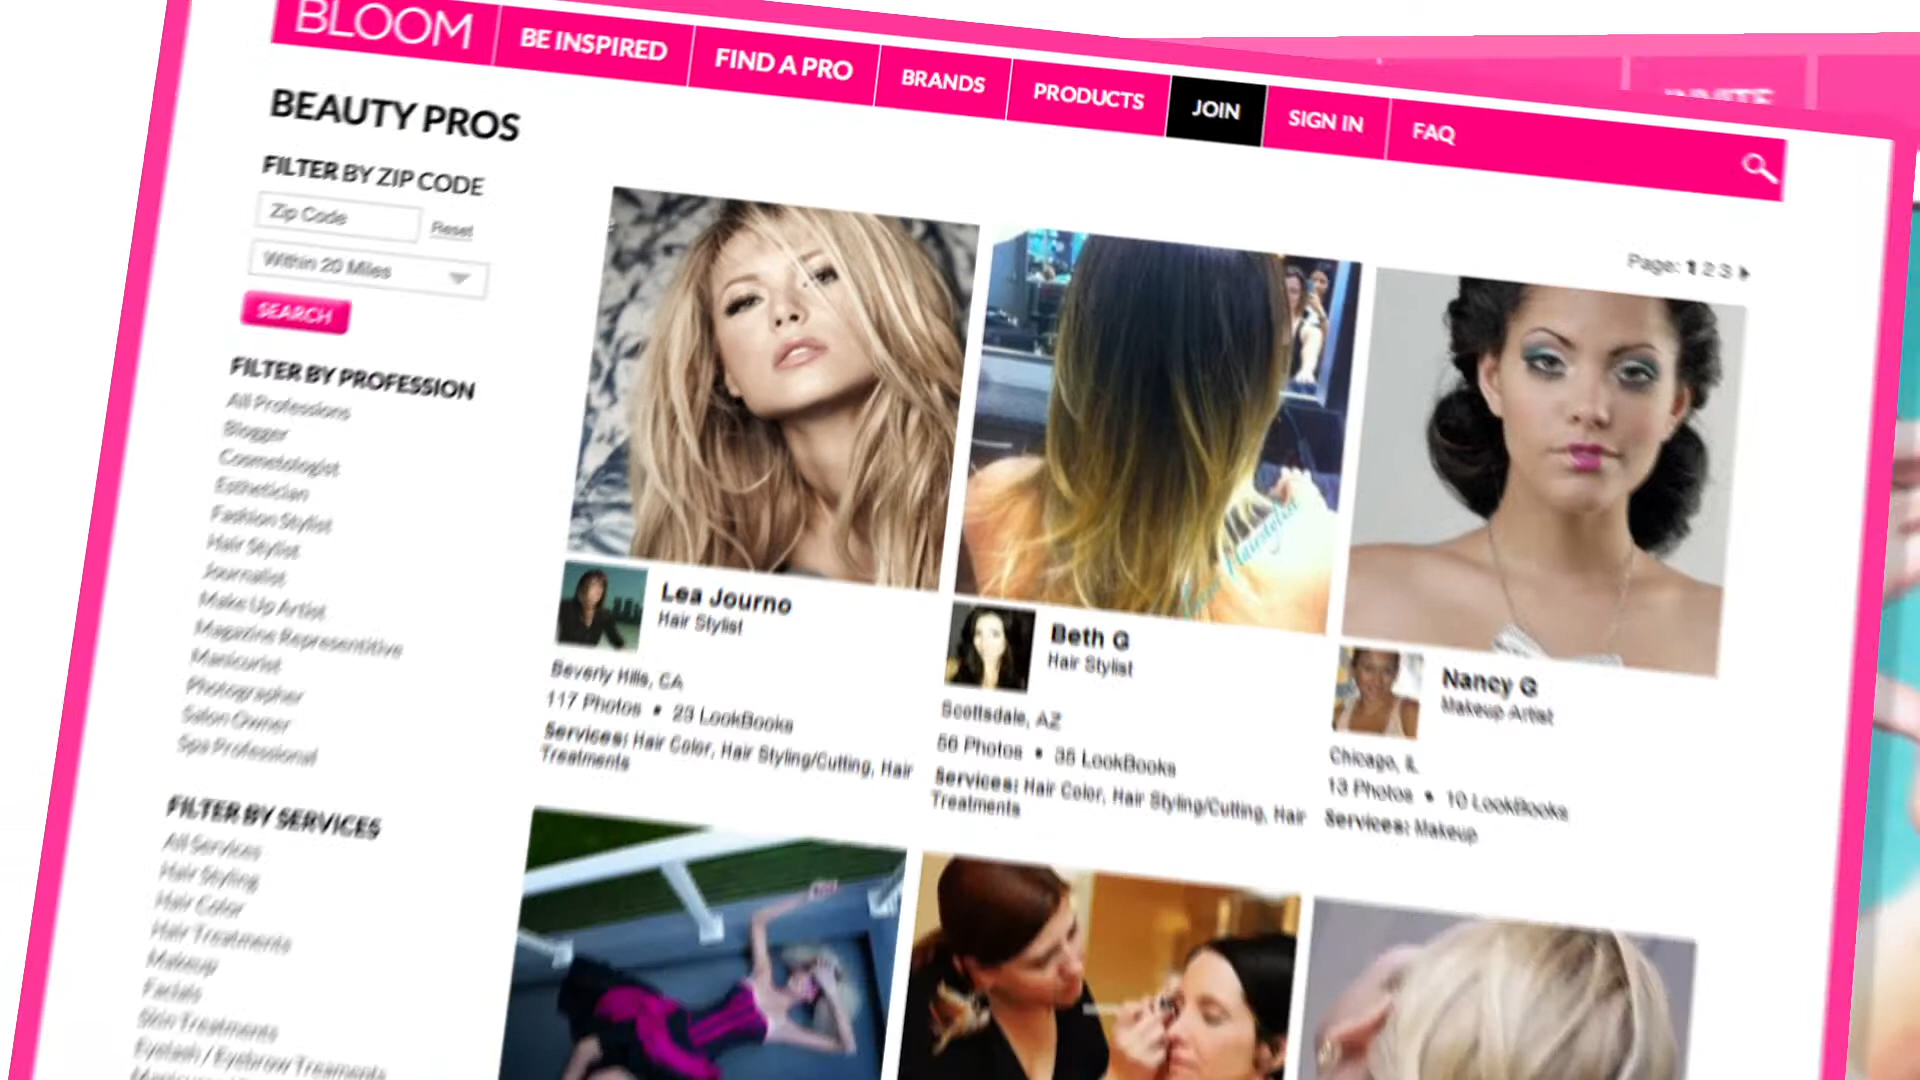 BLOOM
BE INSPIRED
FIND A PRO
BRANDS
PRODUCTS
JOIN
SIGN IN
FAQ
INVITE
BEAUTY PROS
FILTER BY ZIP CODE
Zip Code
Reset
Within 20 Miles
SEARCH
Page: 1 2 3
FILTER BY PROFESSION
All Professions
Blogger
Cosmetologist
Esthetician
Fashion Stylist
Hair Stylist
Journalist
Make Up Artist
Magazine Representitive
Manicurist
Photographer
Salon Owner
Spa Professional
FILTER BY SERVICES
All Services
Hair Styling
Hair Color
Hair Treatments
Makeup
Facials
Skin Treatments
Eyelash / Eyebrow Treaments
Lea Journo
Hair Stylist
Beverly Hills, CA
117 Photos • 23 LookBooks
Services: Hair Color, Hair Styling/Cutting, Hair
Treatments
Beth G
Hair Stylist
Scottsdale, AZ
56 Photos • 35 LookBooks
Services: Hair Color, Hair Styling/Cutting, Hair
Treatments
Nancy G
Makeup Artist
Chicago, IL
13 Photos • 10 LookBooks
Services: Makeup